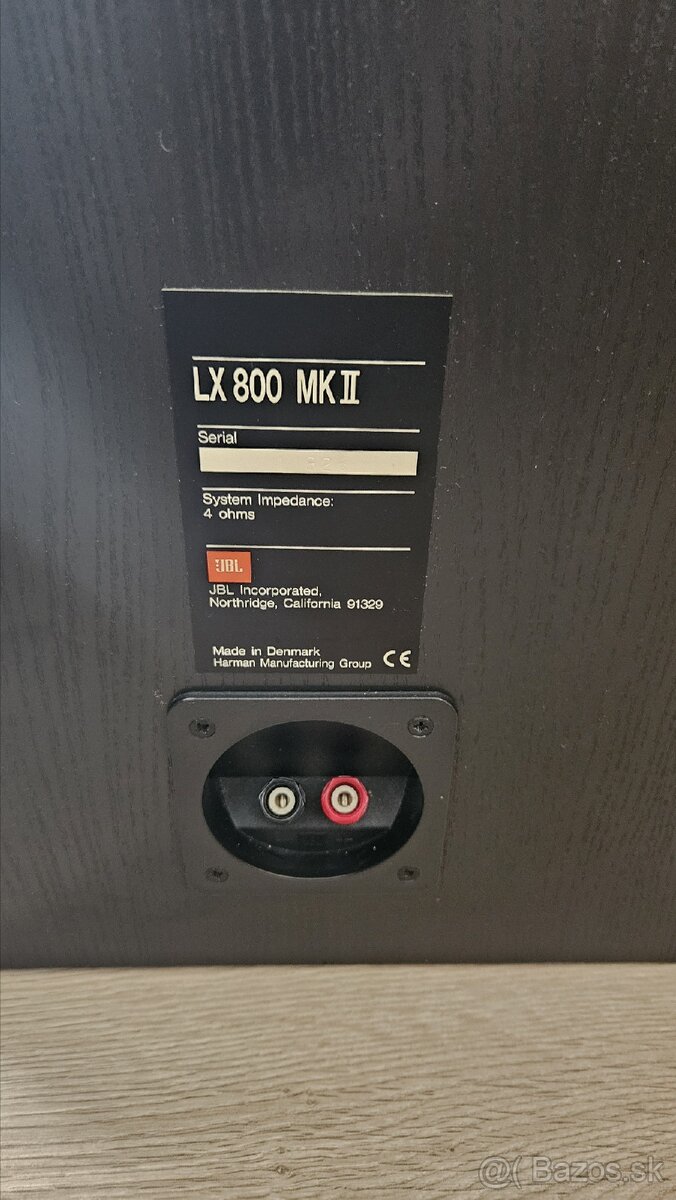 LX 800 MK II
Serial
System Impedance:
4 ohms
JBL
JBL Incorporated,
Northridge, California 91329
Made in Denmark
Harman Manufacturing Group CE
@( Bazos.sk